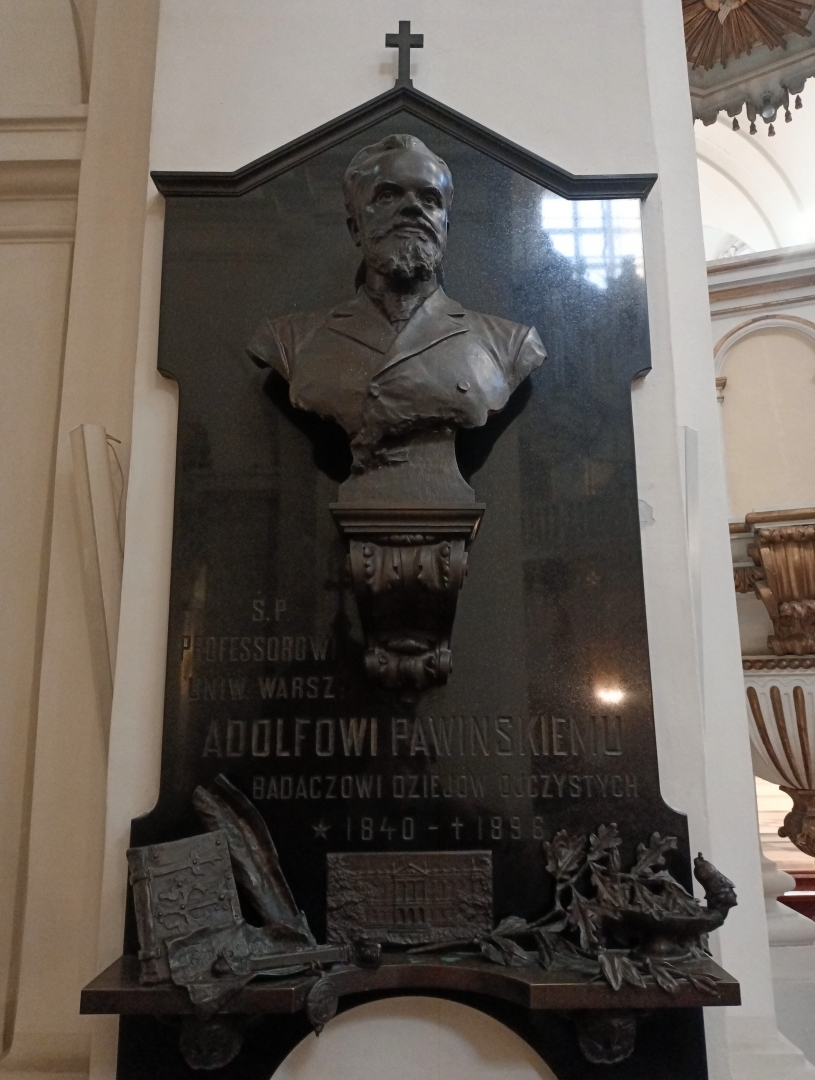 Ś.P.
PROFESSOROWI
UNIW. WARSZ.
ADOLFOWI PAWIŃSKIEMU
BADACZOWI DZIEJÓW OJCZYSTYCH
★ 1840 - ✝ 1896